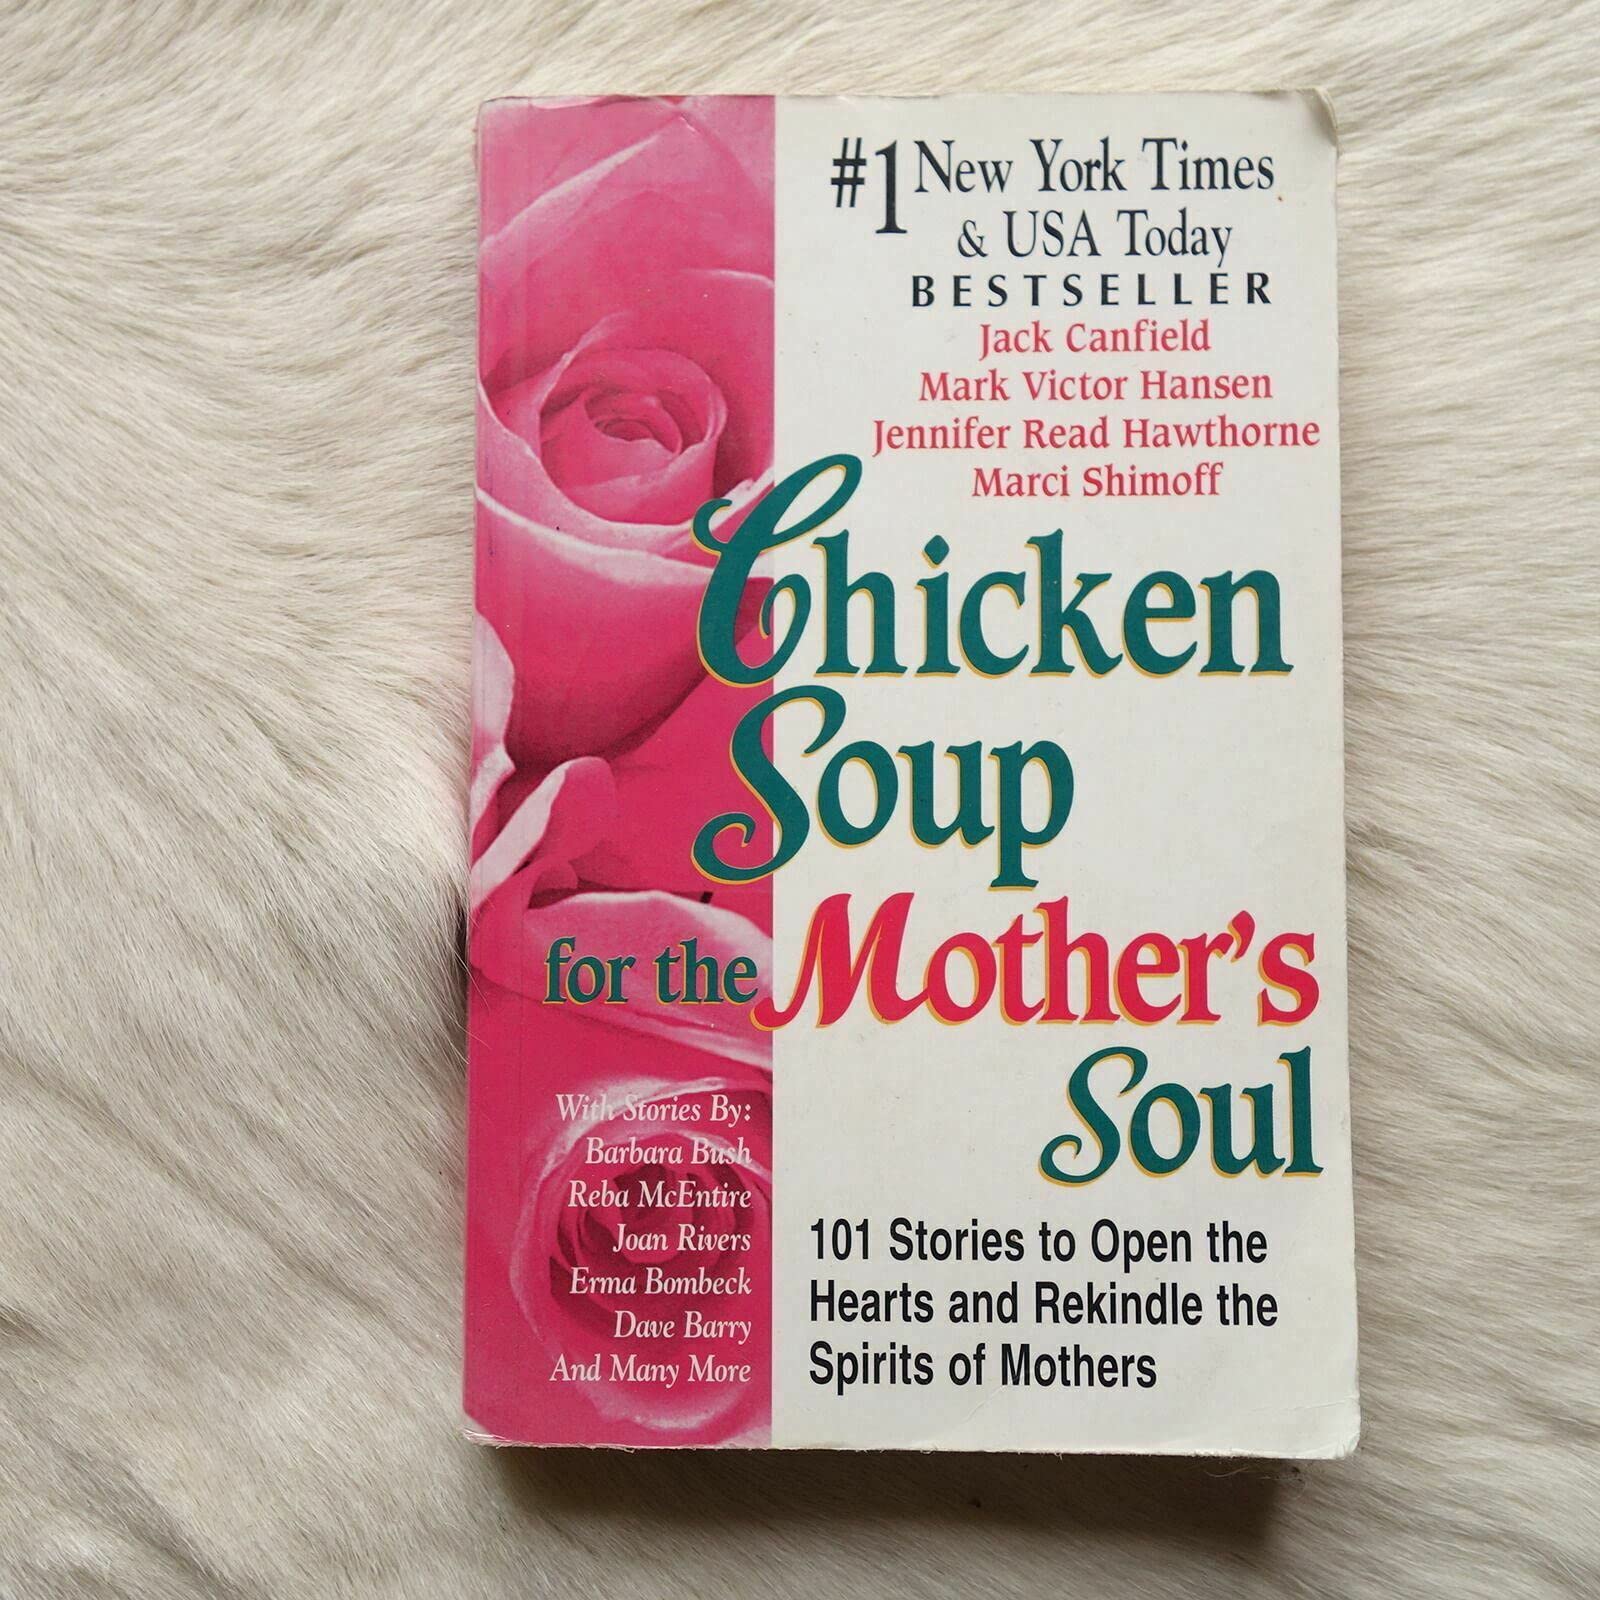 #1 New York Times
& USA Today
BESTSELLER
Jack Canfield
Mark Victor Hansen
Jennifer Read Hawthorne
Marci Shimoff
Chicken
Soup
for the Mother's
Soul
With Stories By:
Barbara Bush
Reba McEntire
Joan Rivers
Erma Bombeck
Dave Barry
And Many More
101 Stories to Open the
Hearts and Rekindle the
Spirits of Mothers